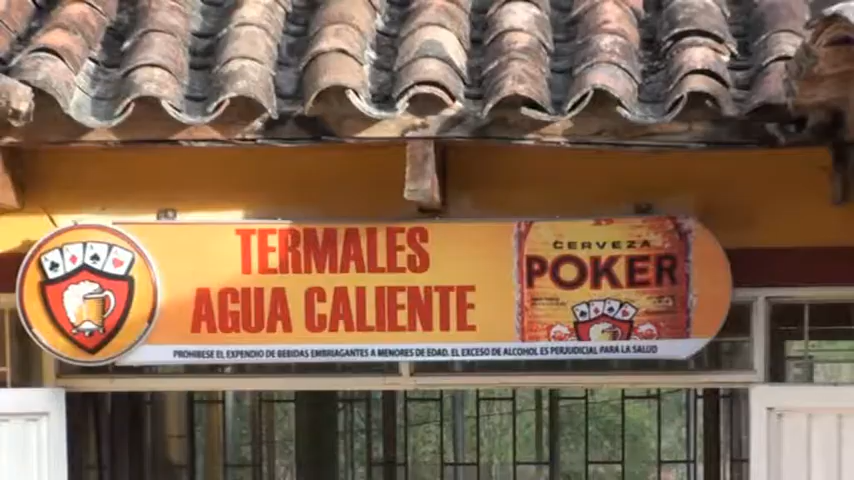 TERMALES
AGUA CALIENTE
CERVEZA
POKER
PROHIBESE EL EXPENDIO DE BEBIDAS EMBRIAGANTES A MENORES DE EDAD. EL EXCESO DE ALCOHOL ES PERJUDICIAL PARA LA SALUD